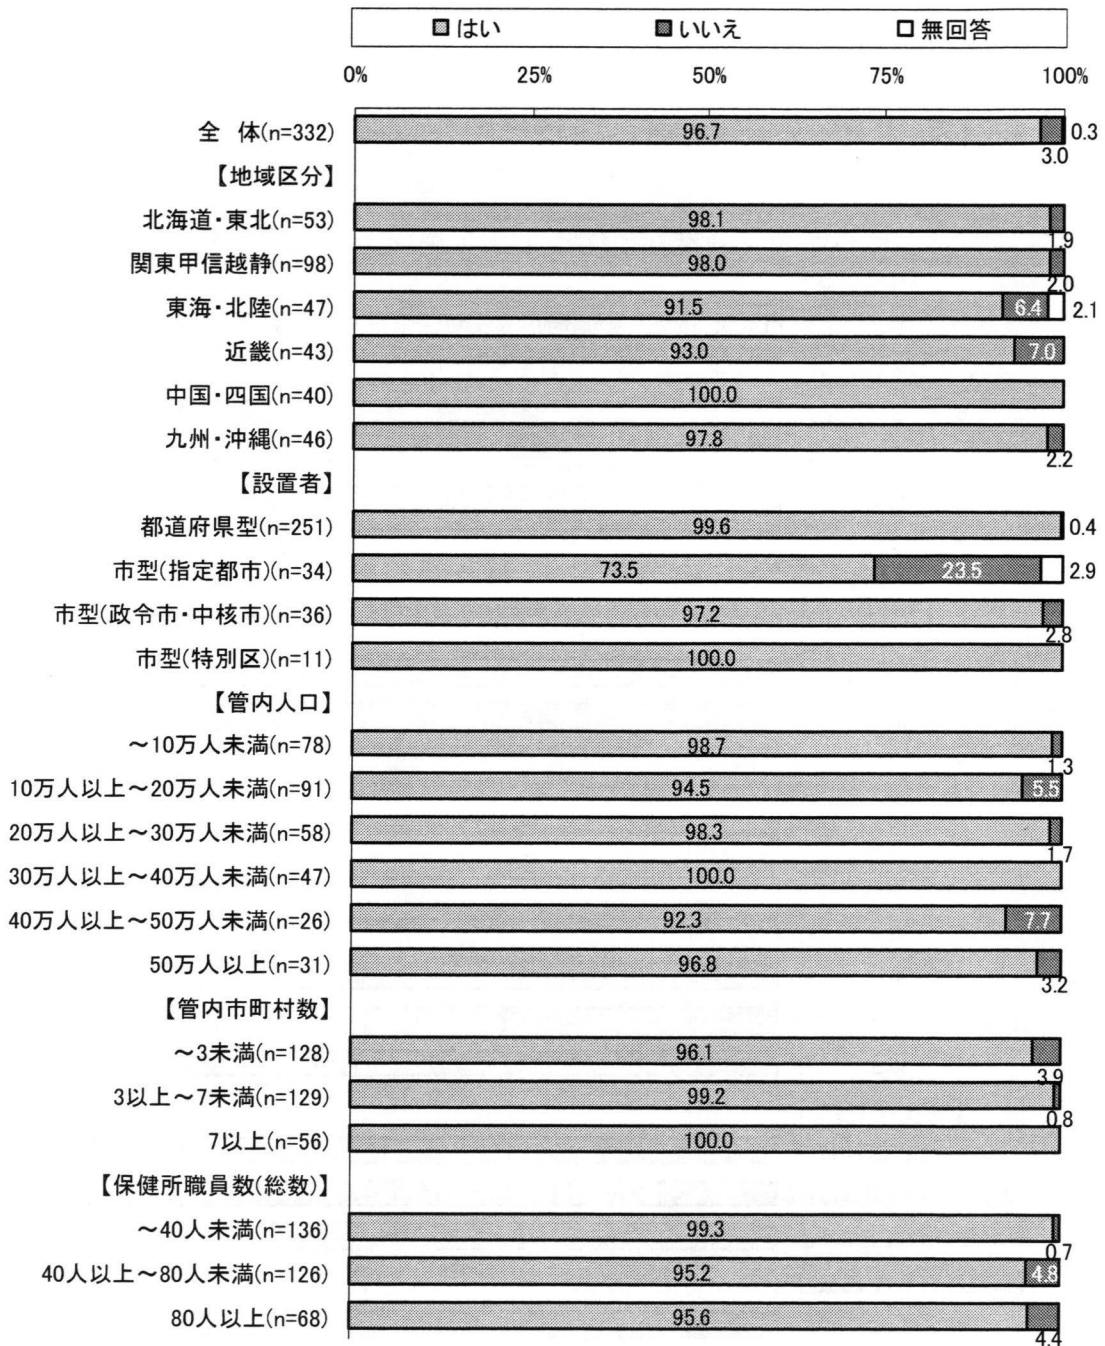 はい いいえ 無回答
0% 25% 50% 75% 100%
全 体(n=332) 96.7 3.0 0.3
【地域区分】
北海道・東北(n=53) 98.1 1.9
関東甲信越静(n=98) 98.0 2.0
東海・北陸(n=47) 91.5 6.4 2.1
近畿(n=43) 93.0 7.0
中国・四国(n=40) 100.0
九州・沖縄(n=46) 97.8 2.2
【設置者】
都道府県型(n=251) 99.6 0.4
市型(指定都市)(n=34) 73.5 23.5 2.9
市型(政令市・中核市)(n=36) 97.2 2.8
市型(特別区)(n=11) 100.0
【管内人口】
～10万人未満(n=78) 98.7 1.3
10万人以上～20万人未満(n=91) 94.5 5.5
20万人以上～30万人未満(n=58) 98.3 1.7
30万人以上～40万人未満(n=47) 100.0
40万人以上～50万人未満(n=26) 92.3 7.7
50万人以上(n=31) 96.8 3.2
【管内市町村数】
～3未満(n=128) 96.1 3.9
3以上～7未満(n=129) 99.2 0.8
7以上(n=56) 100.0
【保健所職員数(総数)】
～40人未満(n=136) 99.3 0.7
40人以上～80人未満(n=126) 95.2 4.8
80人以上(n=68) 95.6 4.4